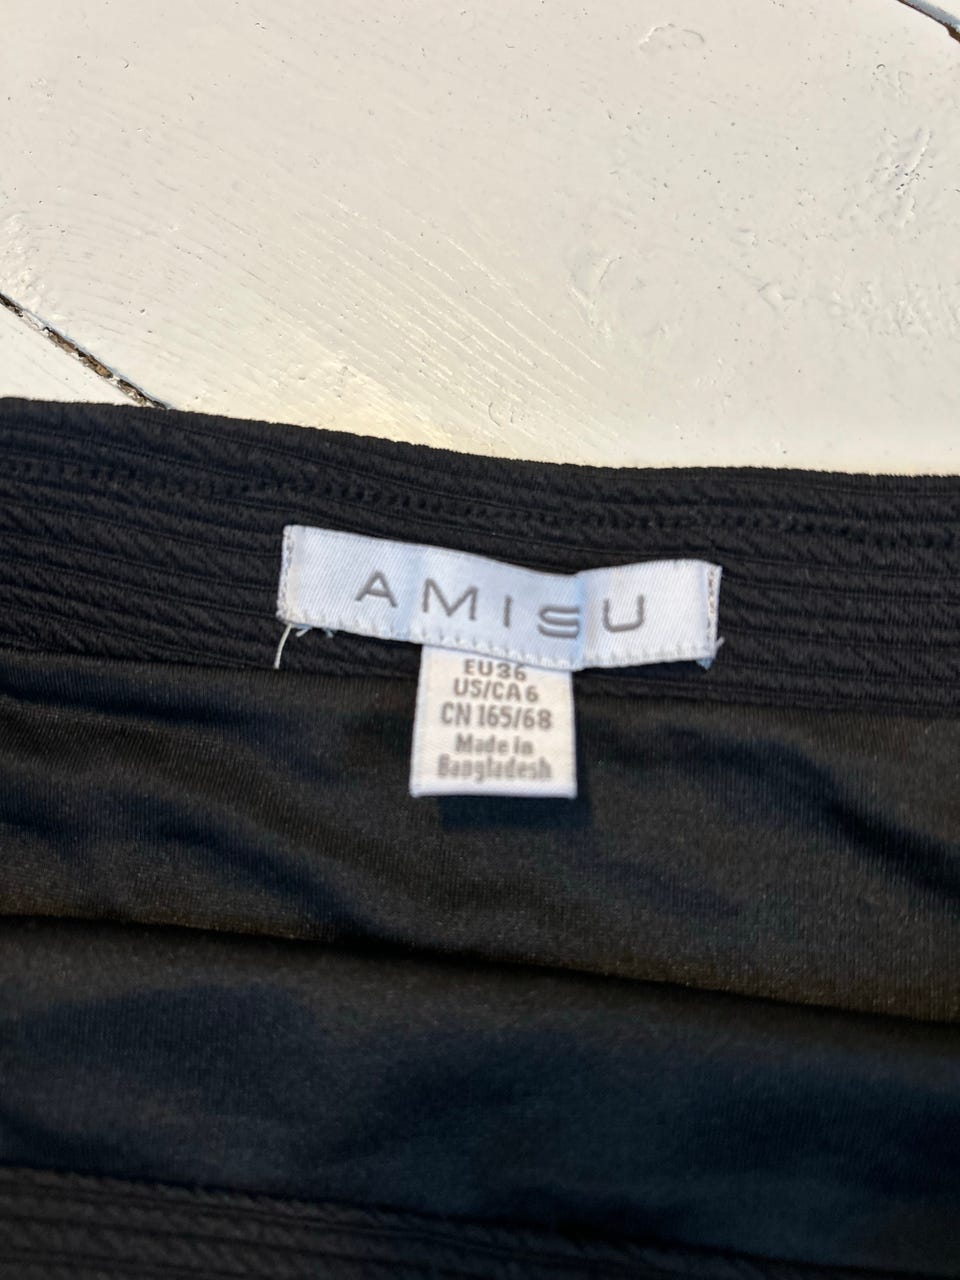 AMISU
EU36
US/CA 6
CN 165/68
Made in
Bangladesh